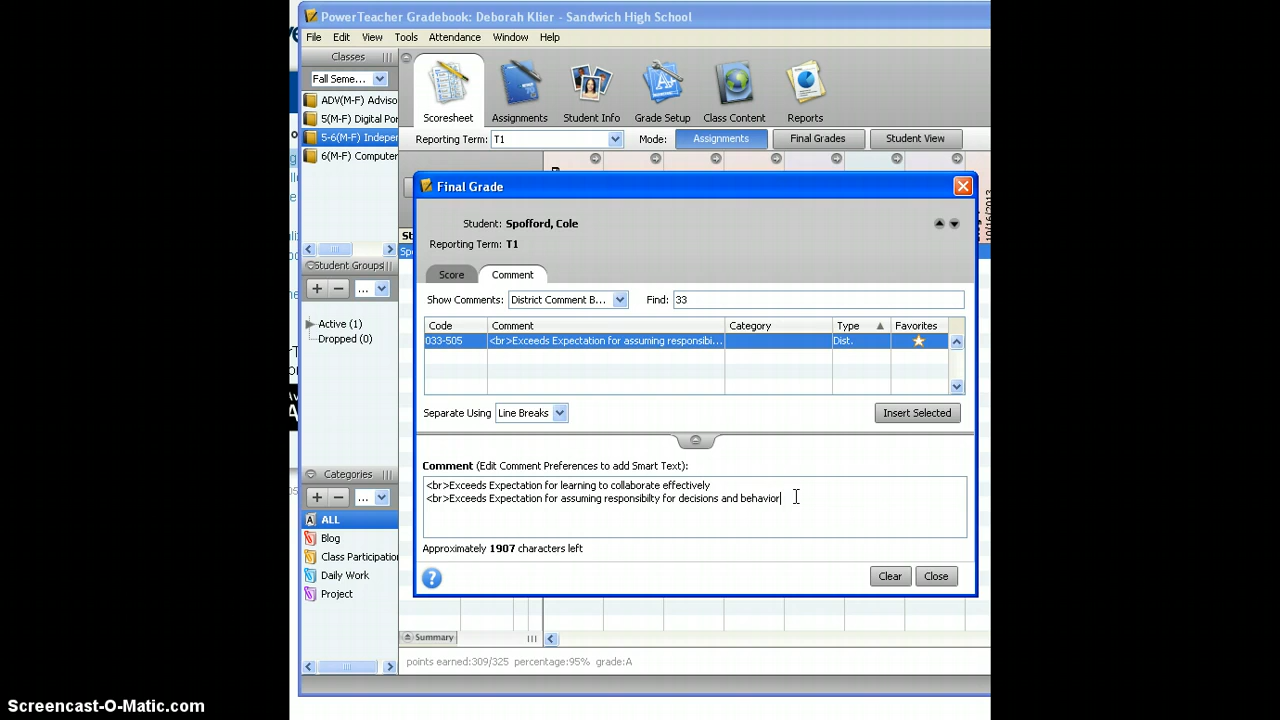 PowerTeacher Gradebook: Deborah Klier - Sandwich High School
File Edit View Tools Attendance Window Help
Classes
Fall Seme...
ADV(M-F) Adviso
5(M-F) Digital Por
5-6(M-F) Indepe
6(M-F) Computer
Scoresheet Assignments Student Info Grade Setup Class Content Reports
Reporting Term: T1 Mode: Assignments Final Grades Student View
10/16/2013
Final Grade
Student: Spofford, Cole
Reporting Term: T1
Score Comment
Show Comments: District Comment B... Find: 33
Code Comment Category Type Favorites
033-505 <br>Exceeds Expectation for assuming responsibi... Dist.
Separate Using Line Breaks Insert Selected
Comment (Edit Comment Preferences to add Smart Text):
<br>Exceeds Expectation for learning to collaborate effectively
<br>Exceeds Expectation for assuming responsibilty for decisions and behavior
Approximately 1907 characters left
? Clear Close
Student Groups
+ − ...
Active (1)
Dropped (0)
Categories
+ − ...
ALL
Blog
Class Participation
Daily Work
Project
Summary
points earned:309/325 percentage:95% grade:A
Screencast-O-Matic.com